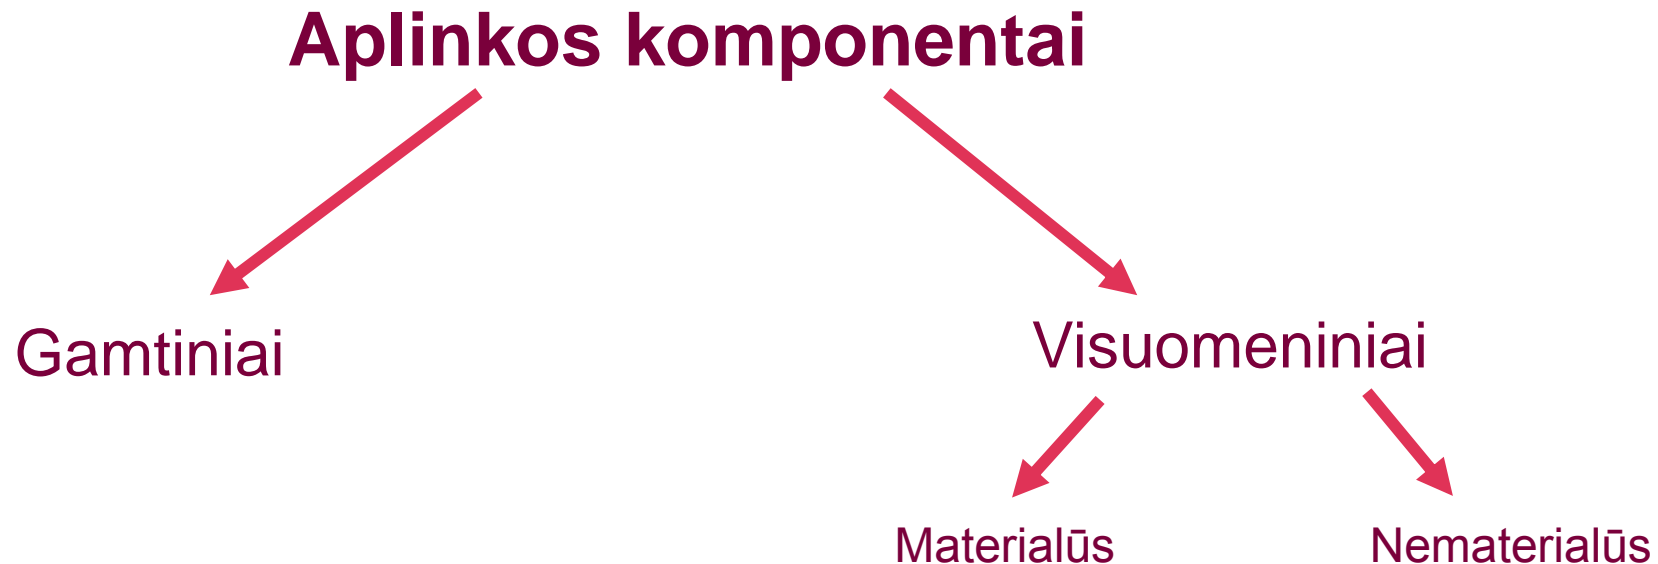 Aplinkos komponentai
Gamtiniai
Visuomeniniai
Materialūs
Nematerialūs